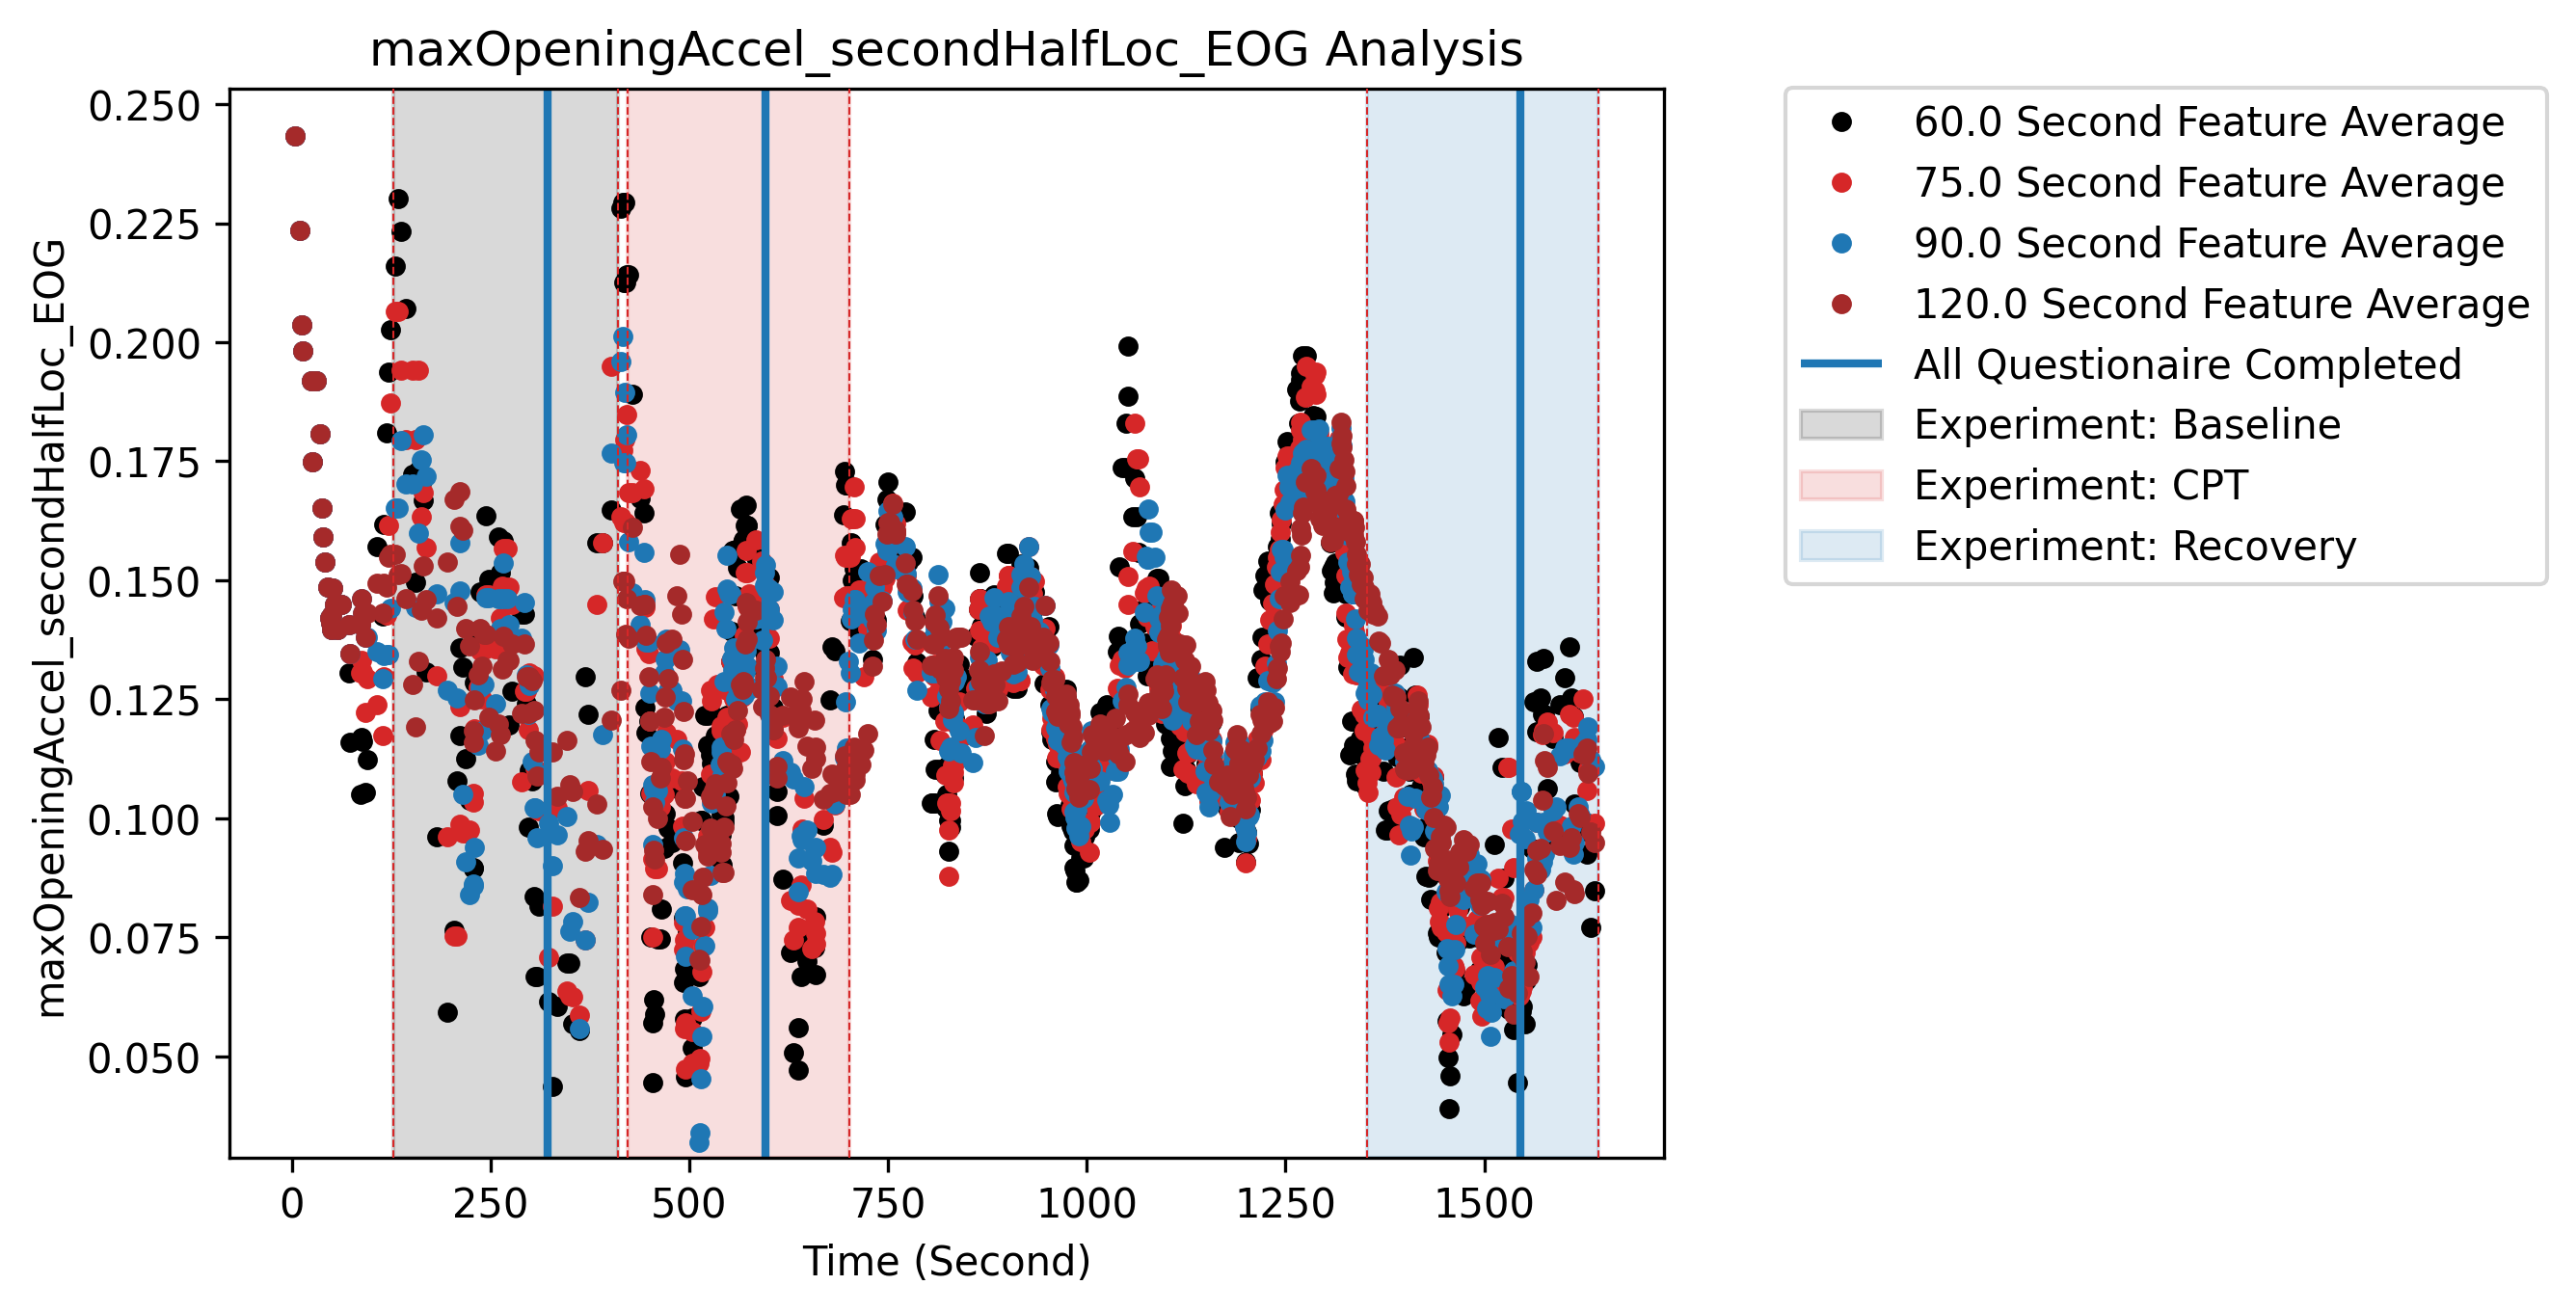 maxOpeningAccel_secondHalfLoc_EOG Analysis
maxOpeningAccel_secondHalfLoc_EOG
0.250
0.225
0.200
0.175
0.150
0.125
0.100
0.075
0.050
0
250
500
750
1000
1250
1500
Time (Second)
60.0 Second Feature Average
75.0 Second Feature Average
90.0 Second Feature Average
120.0 Second Feature Average
All Questionaire Completed
Experiment: Baseline
Experiment: CPT
Experiment: Recovery